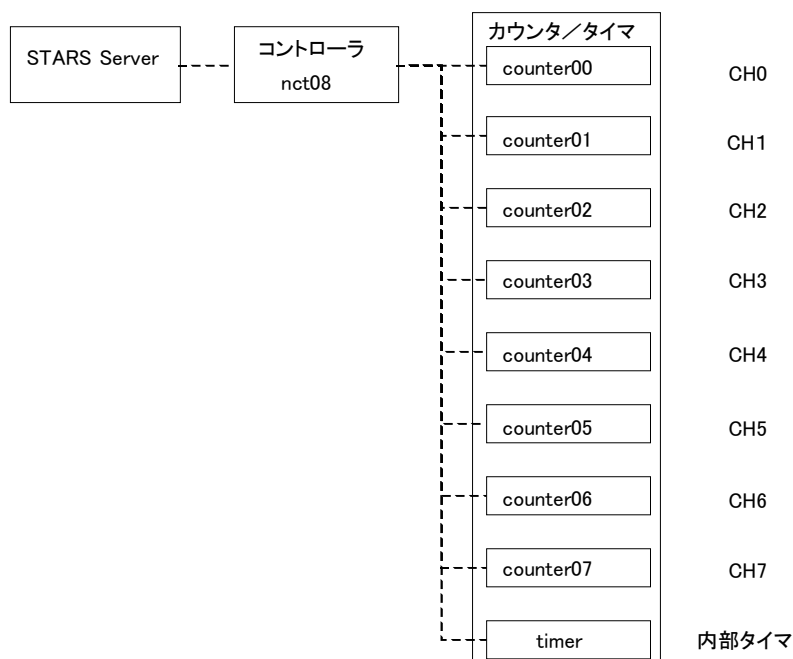 STARS Server
コントローラ
nct08
カウンタ／タイマ
counter00 CH0
counter01 CH1
counter02 CH2
counter03 CH3
counter04 CH4
counter05 CH5
counter06 CH6
counter07 CH7
timer 内部タイマ